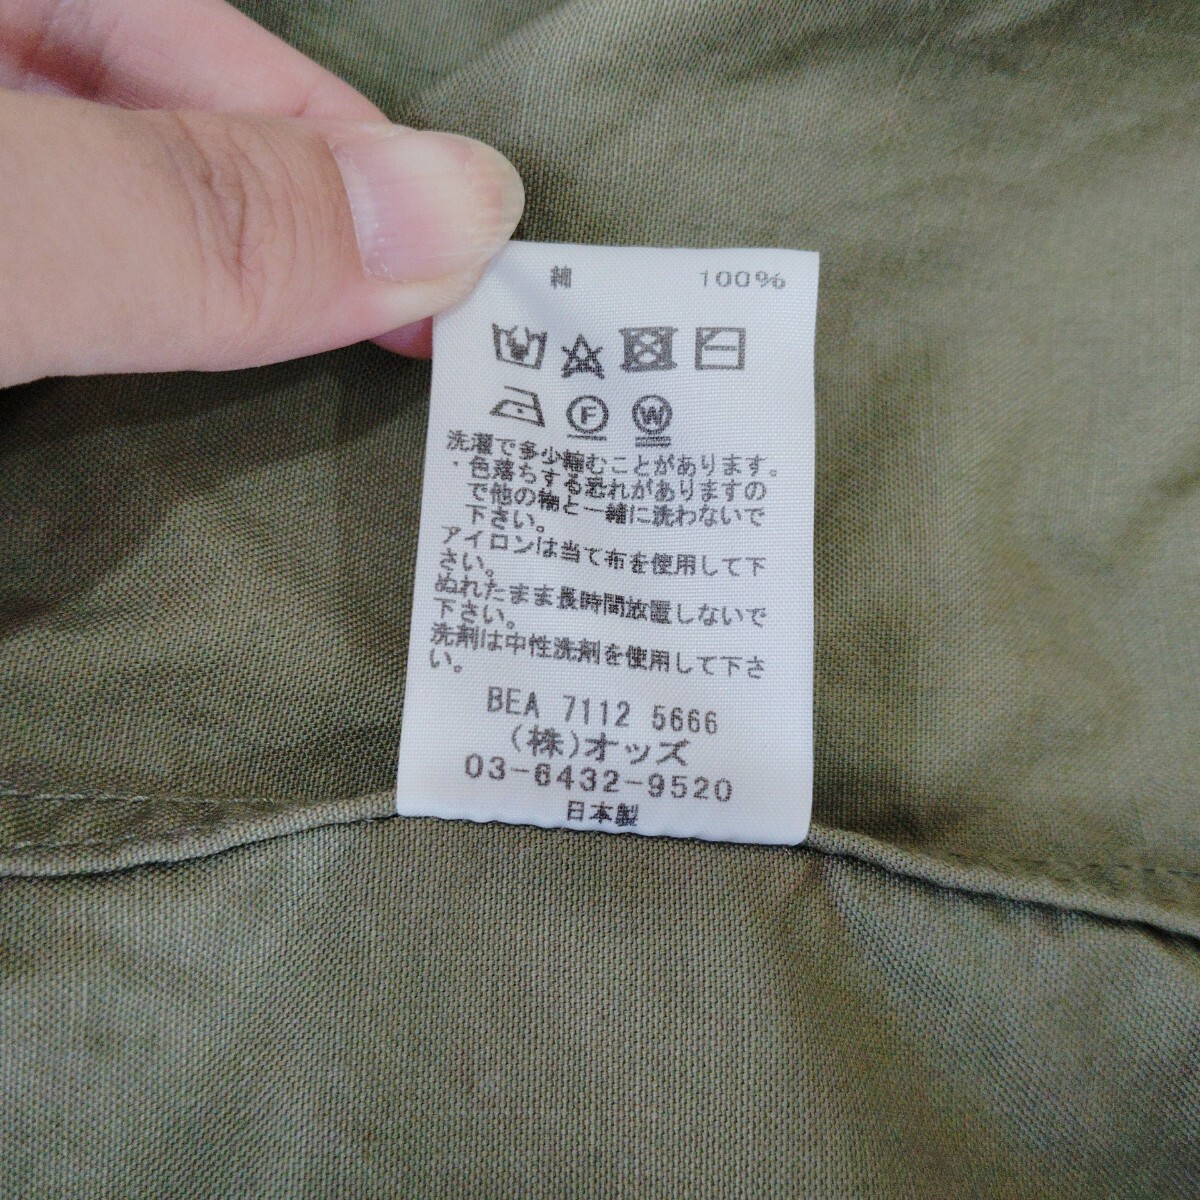 綿 100%
F W
洗濯で多少縮むことがあります。
・色落ちする恐れがありますの
で他の物と一緒に洗わないで
下さい。
アイロンは当て布を使用して下
さい。
ぬれたまま長時間放置しないで
下さい。
洗剤は中性洗剤を使用して下さ
い。
BEA 7112 5666
(株)オッズ
03-6432-9520
日本製